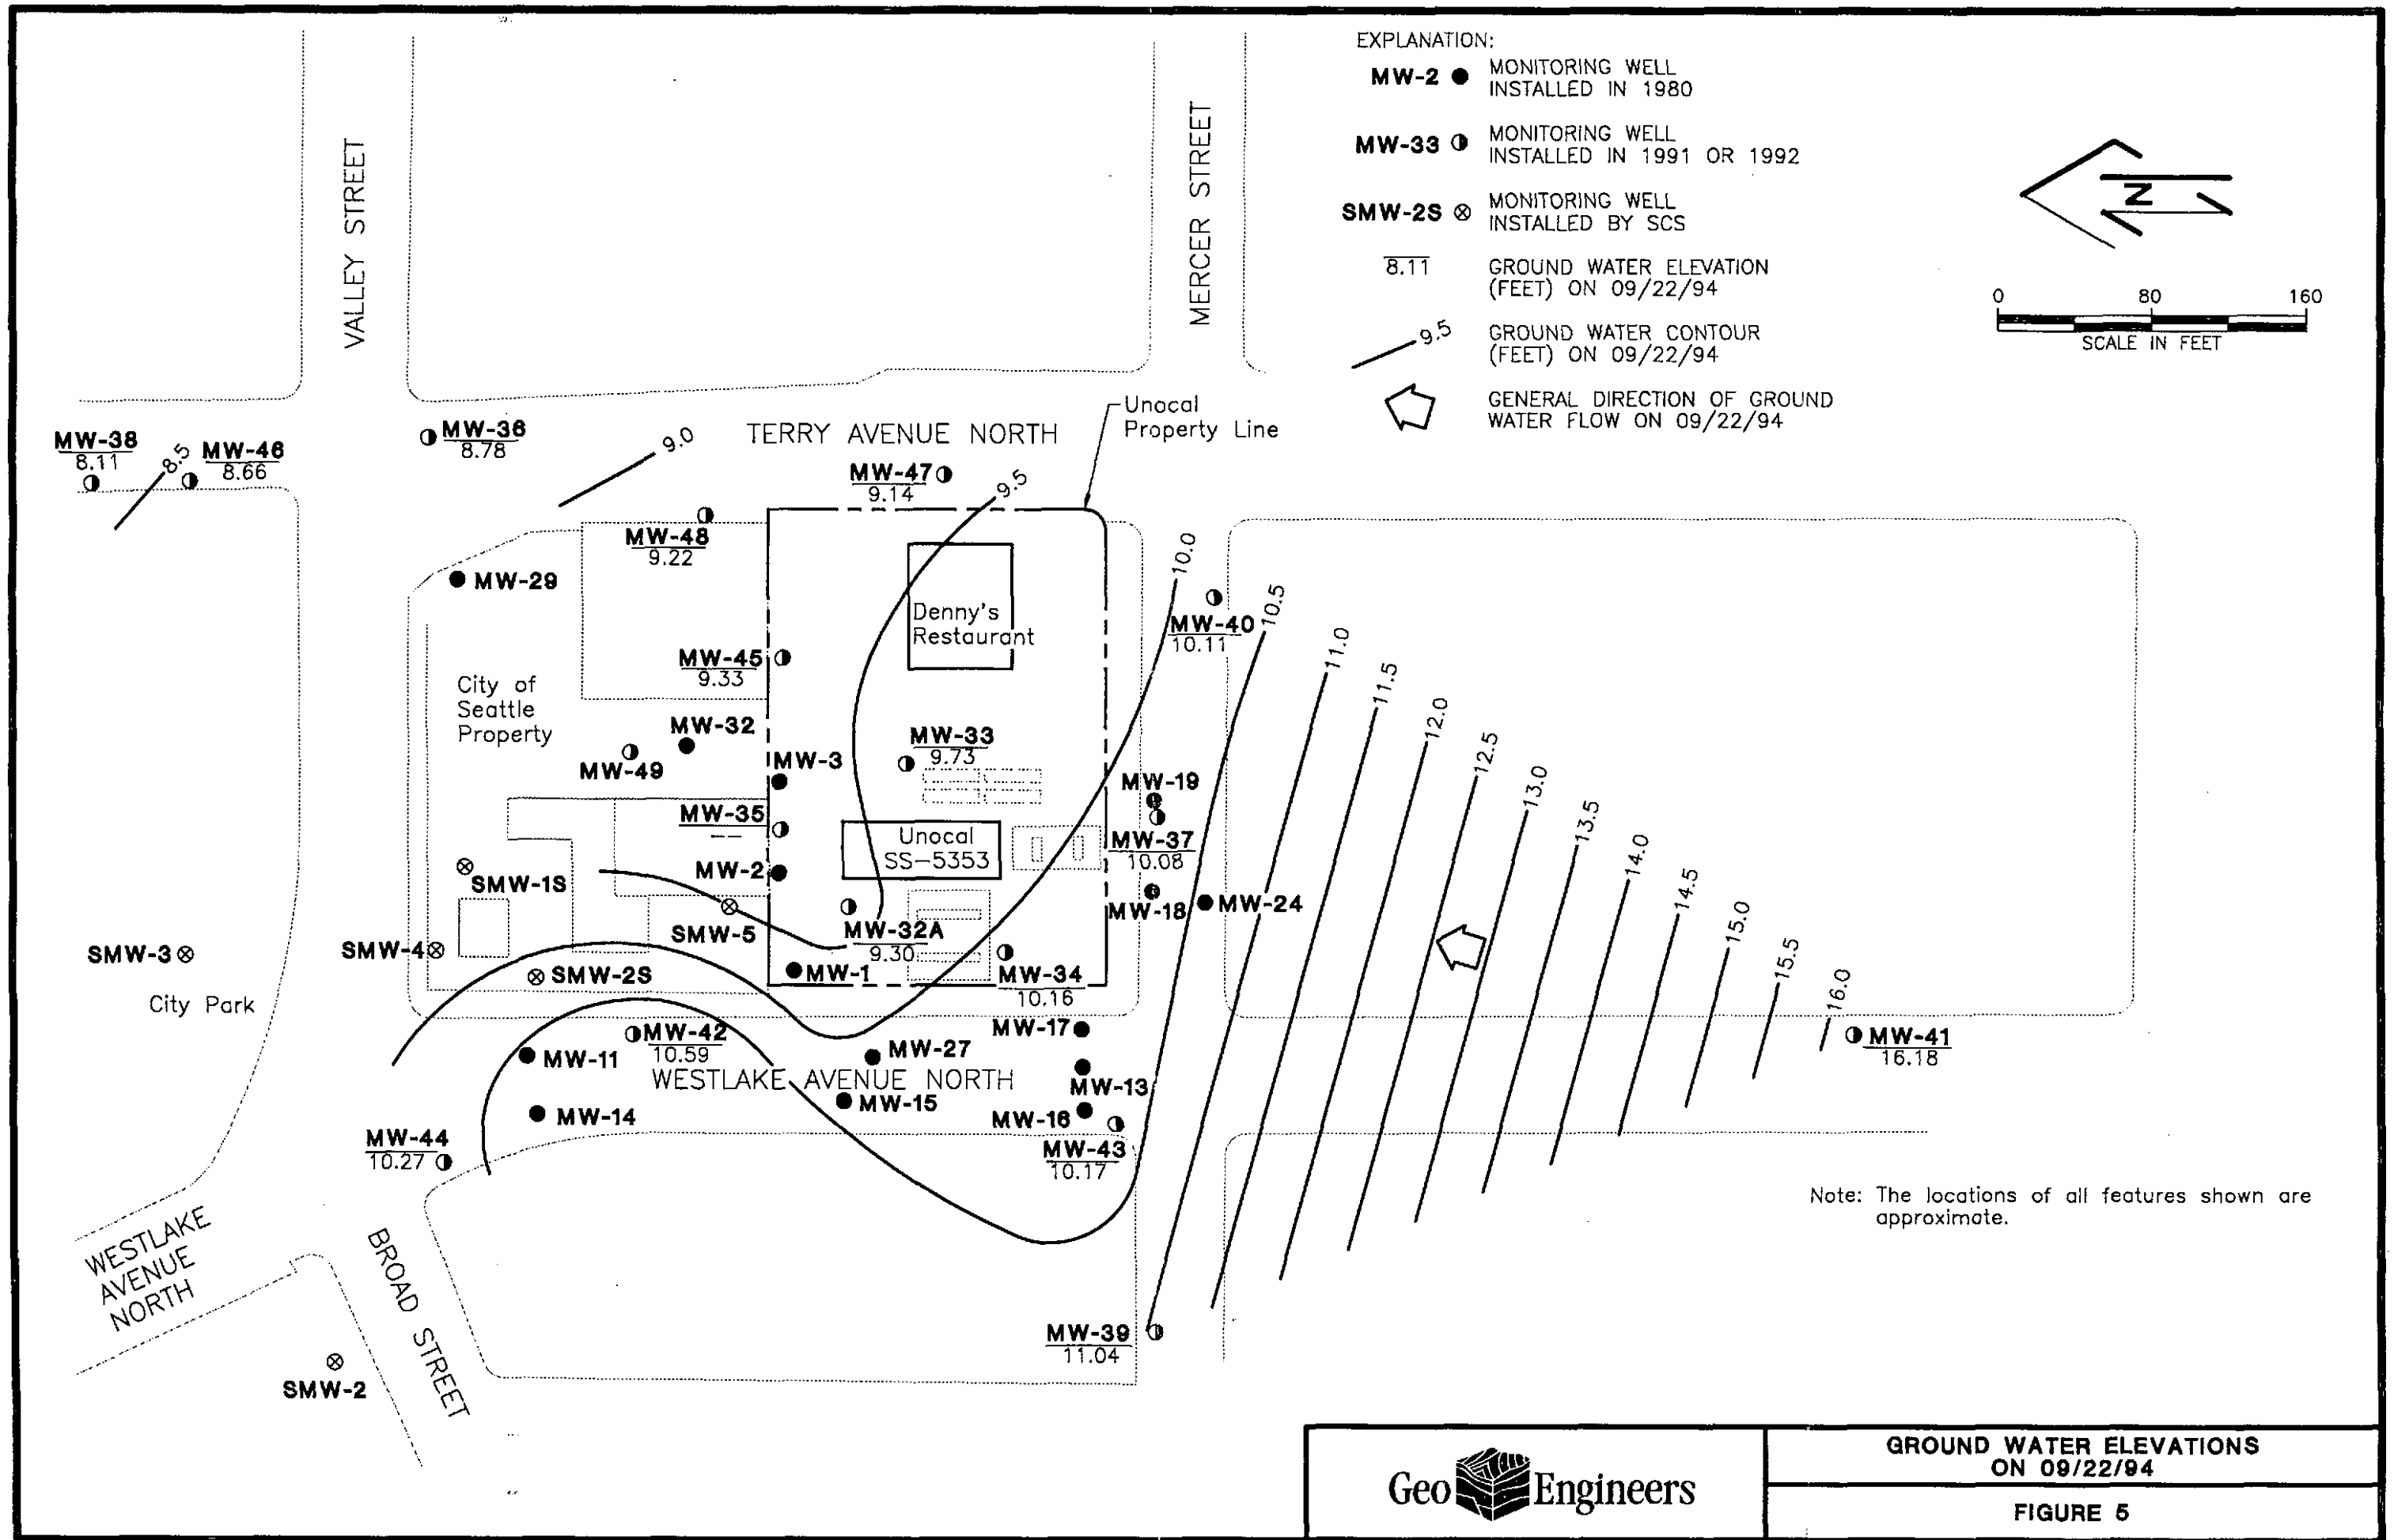 EXPLANATION:
MW-2 MONITORING WELL
INSTALLED IN 1980
MW-33 MONITORING WELL
INSTALLED IN 1991 OR 1992
SMW-2S MONITORING WELL
INSTALLED BY SCS
8.11 GROUND WATER ELEVATION
(FEET) ON 09/22/94
9.5 GROUND WATER CONTOUR
(FEET) ON 09/22/94
GENERAL DIRECTION OF GROUND
WATER FLOW ON 09/22/94
N
0 80 160
SCALE IN FEET
VALLEY STREET
MERCER STREET
Unocal
Property Line
TERRY AVENUE NORTH
MW-38
8.11
8.5
MW-46
8.66
MW-36
8.78
9.0
MW-47
9.14
9.5
MW-48
9.22
MW-29
Denny's
Restaurant
10.0
MW-40
10.11
10.5
11.0
11.5
12.0
12.5
13.0
13.5
14.0
14.5
15.0
15.5
16.0
MW-45
9.33
City of
Seattle
Property
MW-32
MW-49
MW-3
MW-33
9.73
MW-19
MW-35
--
Unocal
SS-5353
MW-37
10.08
MW-2
SMW-1S
MW-18
MW-24
SMW-5
MW-32A
9.30
SMW-3
SMW-4
SMW-2S
MW-1
MW-34
10.16
City Park
MW-17
MW-42
10.59
MW-11
MW-27
WESTLAKE AVENUE NORTH
MW-13
MW-15
MW-14
MW-16
MW-43
10.17
MW-44
10.27
MW-41
16.18
Note: The locations of all features shown are
approximate.
WESTLAKE
AVENUE
NORTH
BROAD STREET
MW-39
11.04
SMW-2
Geo Engineers
GROUND WATER ELEVATIONS
ON 09/22/94
FIGURE 5